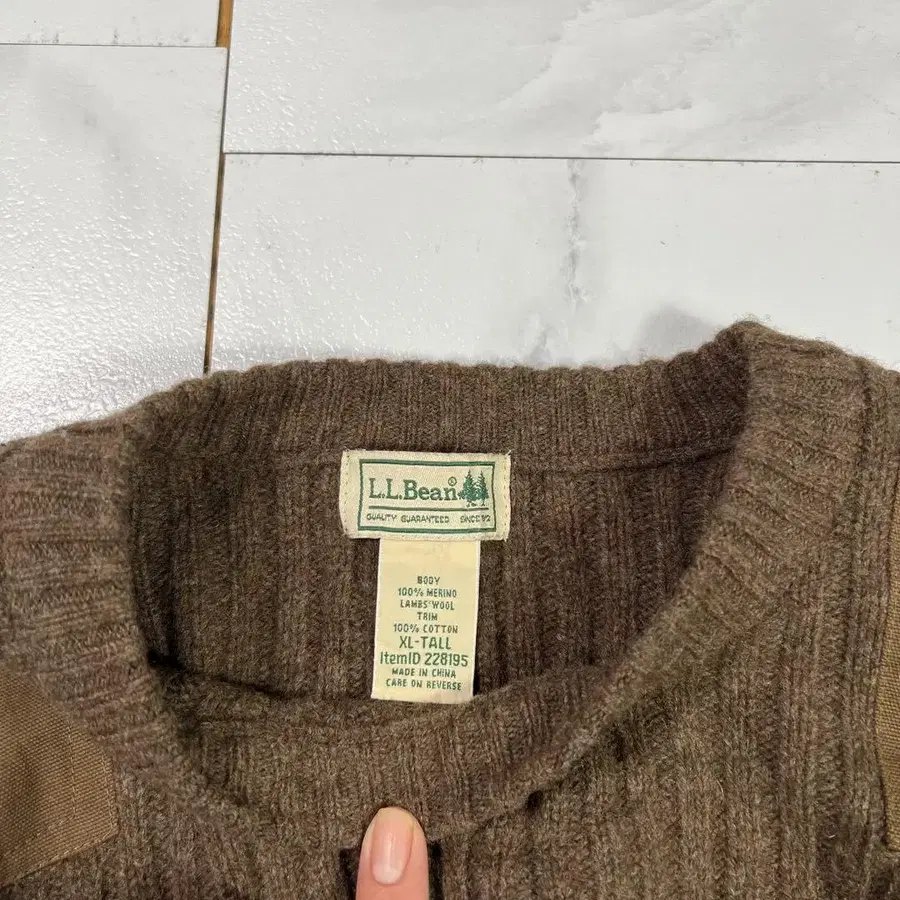 L.L.Bean®
QUALITY GUARANTEED SINCE 1912
BODY
100% MERINO
LAMBS'WOOL
TRIM
100% COTTON
XL-TALL
ItemID 228195
MADE IN CHINA
CARE ON REVERSE